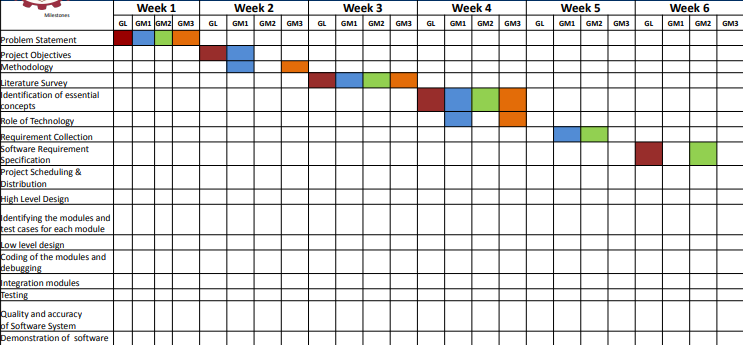 Milestones
Week 1 Week 2 Week 3 Week 4 Week 5 Week 6
GL GM1 GM2 GM3 GL GM1 GM2 GM3 GL GM1 GM2 GM3 GL GM1 GM2 GM3 GL GM1 GM2 GM3 GL GM1 GM2 GM3
Problem Statement
Project Objectives
Methodology
Literature Survey
Identification of essential
concepts
Role of Technology
Requirement Collection
Software Requirement
Specification
Project Scheduling &
Distribution
High Level Design
Identifying the modules and
test cases for each module
Low level design
Coding of the modules and
debugging
Integration modules
Testing
Quality and accuracy
of Software System
Demonstration of software